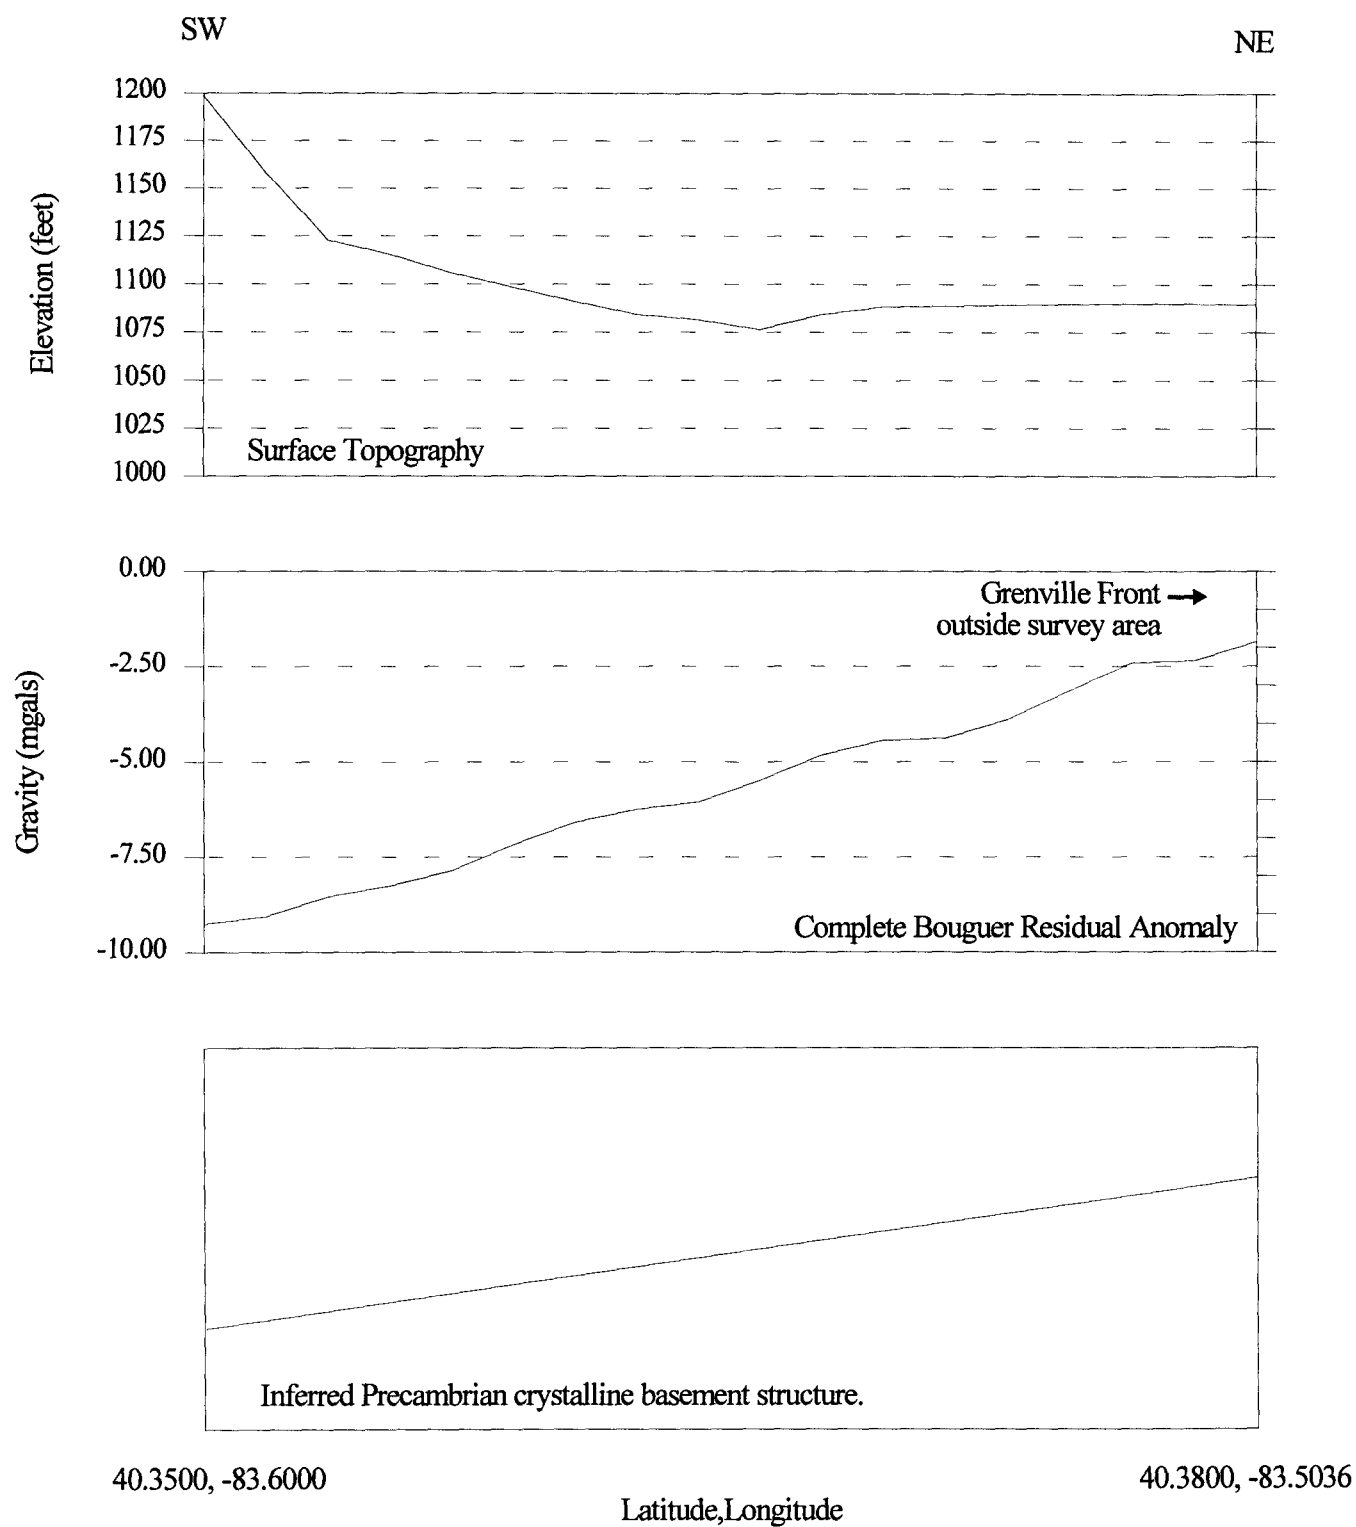 SW
NE
1200
1175
1150
1125
1100
1075
1050
1025
1000
Elevation (feet)
Surface Topography
0.00
-2.50
-5.00
-7.50
-10.00
Gravity (mgals)
Grenville Front
outside survey area
Complete Bouguer Residual Anomaly
Inferred Precambrian crystalline basement structure.
40.3500, -83.6000
40.3800, -83.5036
Latitude,Longitude